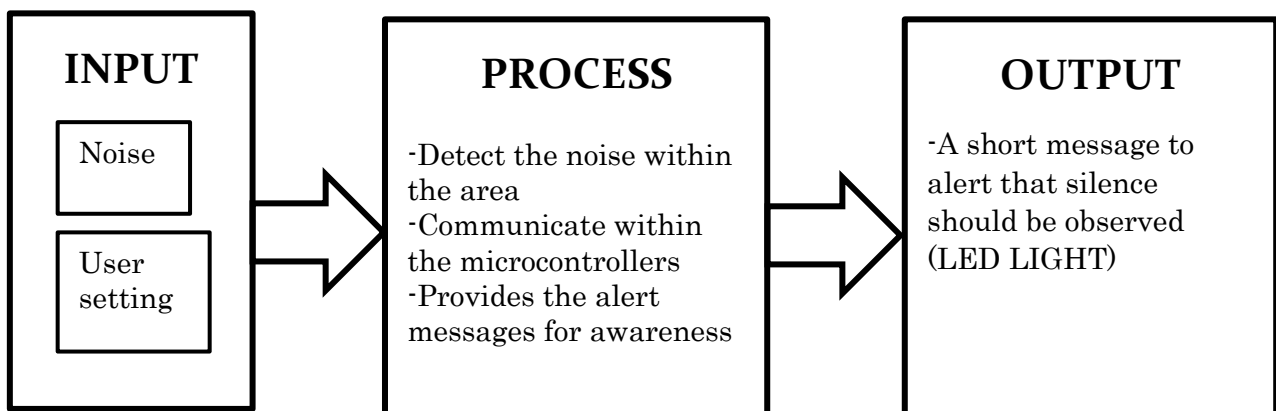 INPUT
Noise
User
setting
PROCESS
-Detect the noise within
the area
-Communicate within
the microcontrollers
-Provides the alert
messages for awareness
OUTPUT
-A short message to
alert that silence
should be observed
(LED LIGHT)